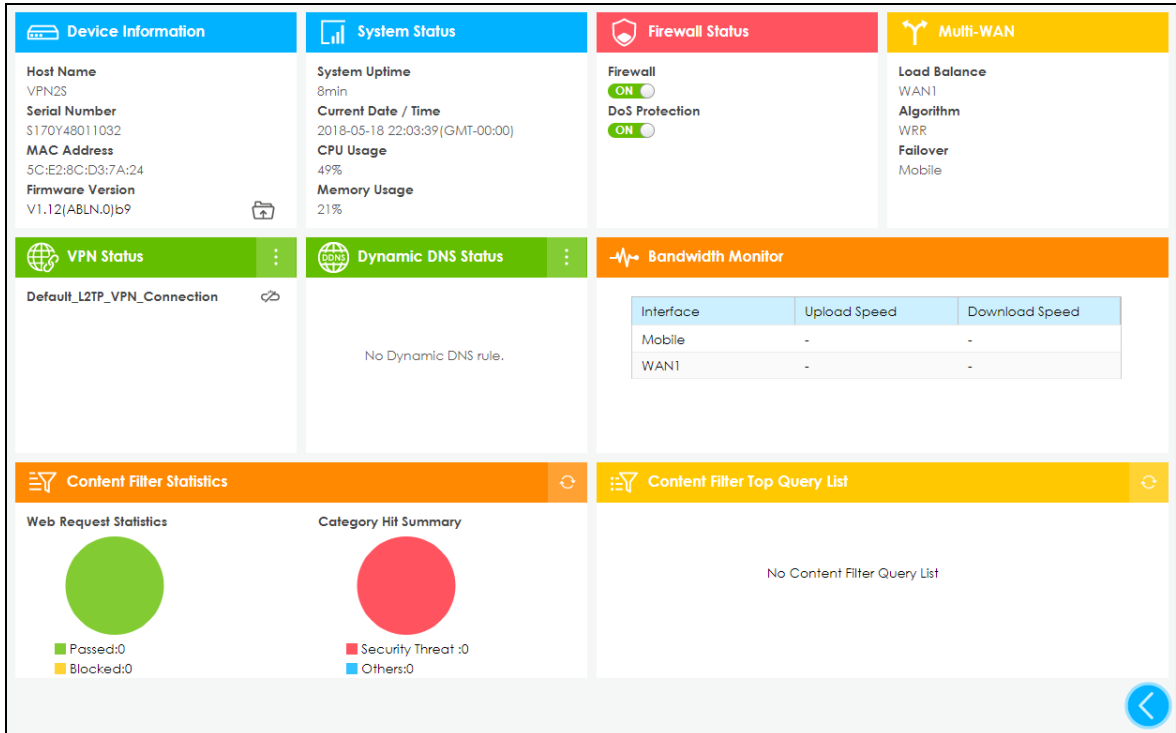 Device Information
Host Name
VPN2S
Serial Number
S170Y48011032
MAC Address
5C:E2:8C:D3:7A:24
Firmware Version
V1.12(ABLN.0)b9
System Status
System Uptime
8min
Current Date / Time
2018-05-18 22:03:39(GMT-00:00)
CPU Usage
49%
Memory Usage
21%
Firewall Status
Firewall
ON
DoS Protection
ON
Multi-WAN
Load Balance
WAN1
Algorithm
WRR
Failover
Mobile
VPN Status
Default_L2TP_VPN_Connection
DDNS
Dynamic DNS Status
No Dynamic DNS rule.
Bandwidth Monitor
Interface Upload Speed Download Speed
Mobile - -
WAN1 - -
Content Filter Statistics
Web Request Statistics
Passed:0
Blocked:0
Category Hit Summary
Security Threat :0
Others:0
Content Filter Top Query List
No Content Filter Query List